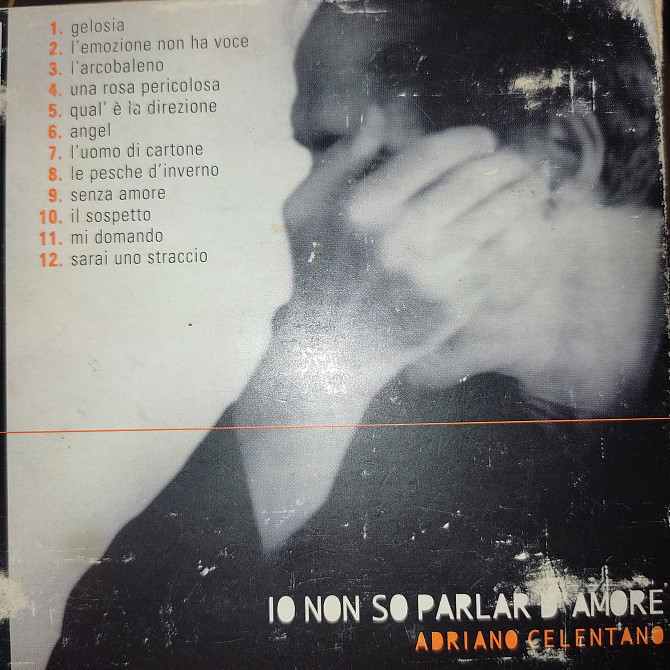 1. gelosia
2. l'emozione non ha voce
3. l'arcobaleno
4. una rosa pericolosa
5. qual' è la direzione
6. angel
7. l'uomo di cartone
8. le pesche d'inverno
9. senza amore
10. il sospetto
11. mi domando
12. sarai uno straccio
IO NON SO PARLAR D'AMORE
ADRIANO CELENTANO